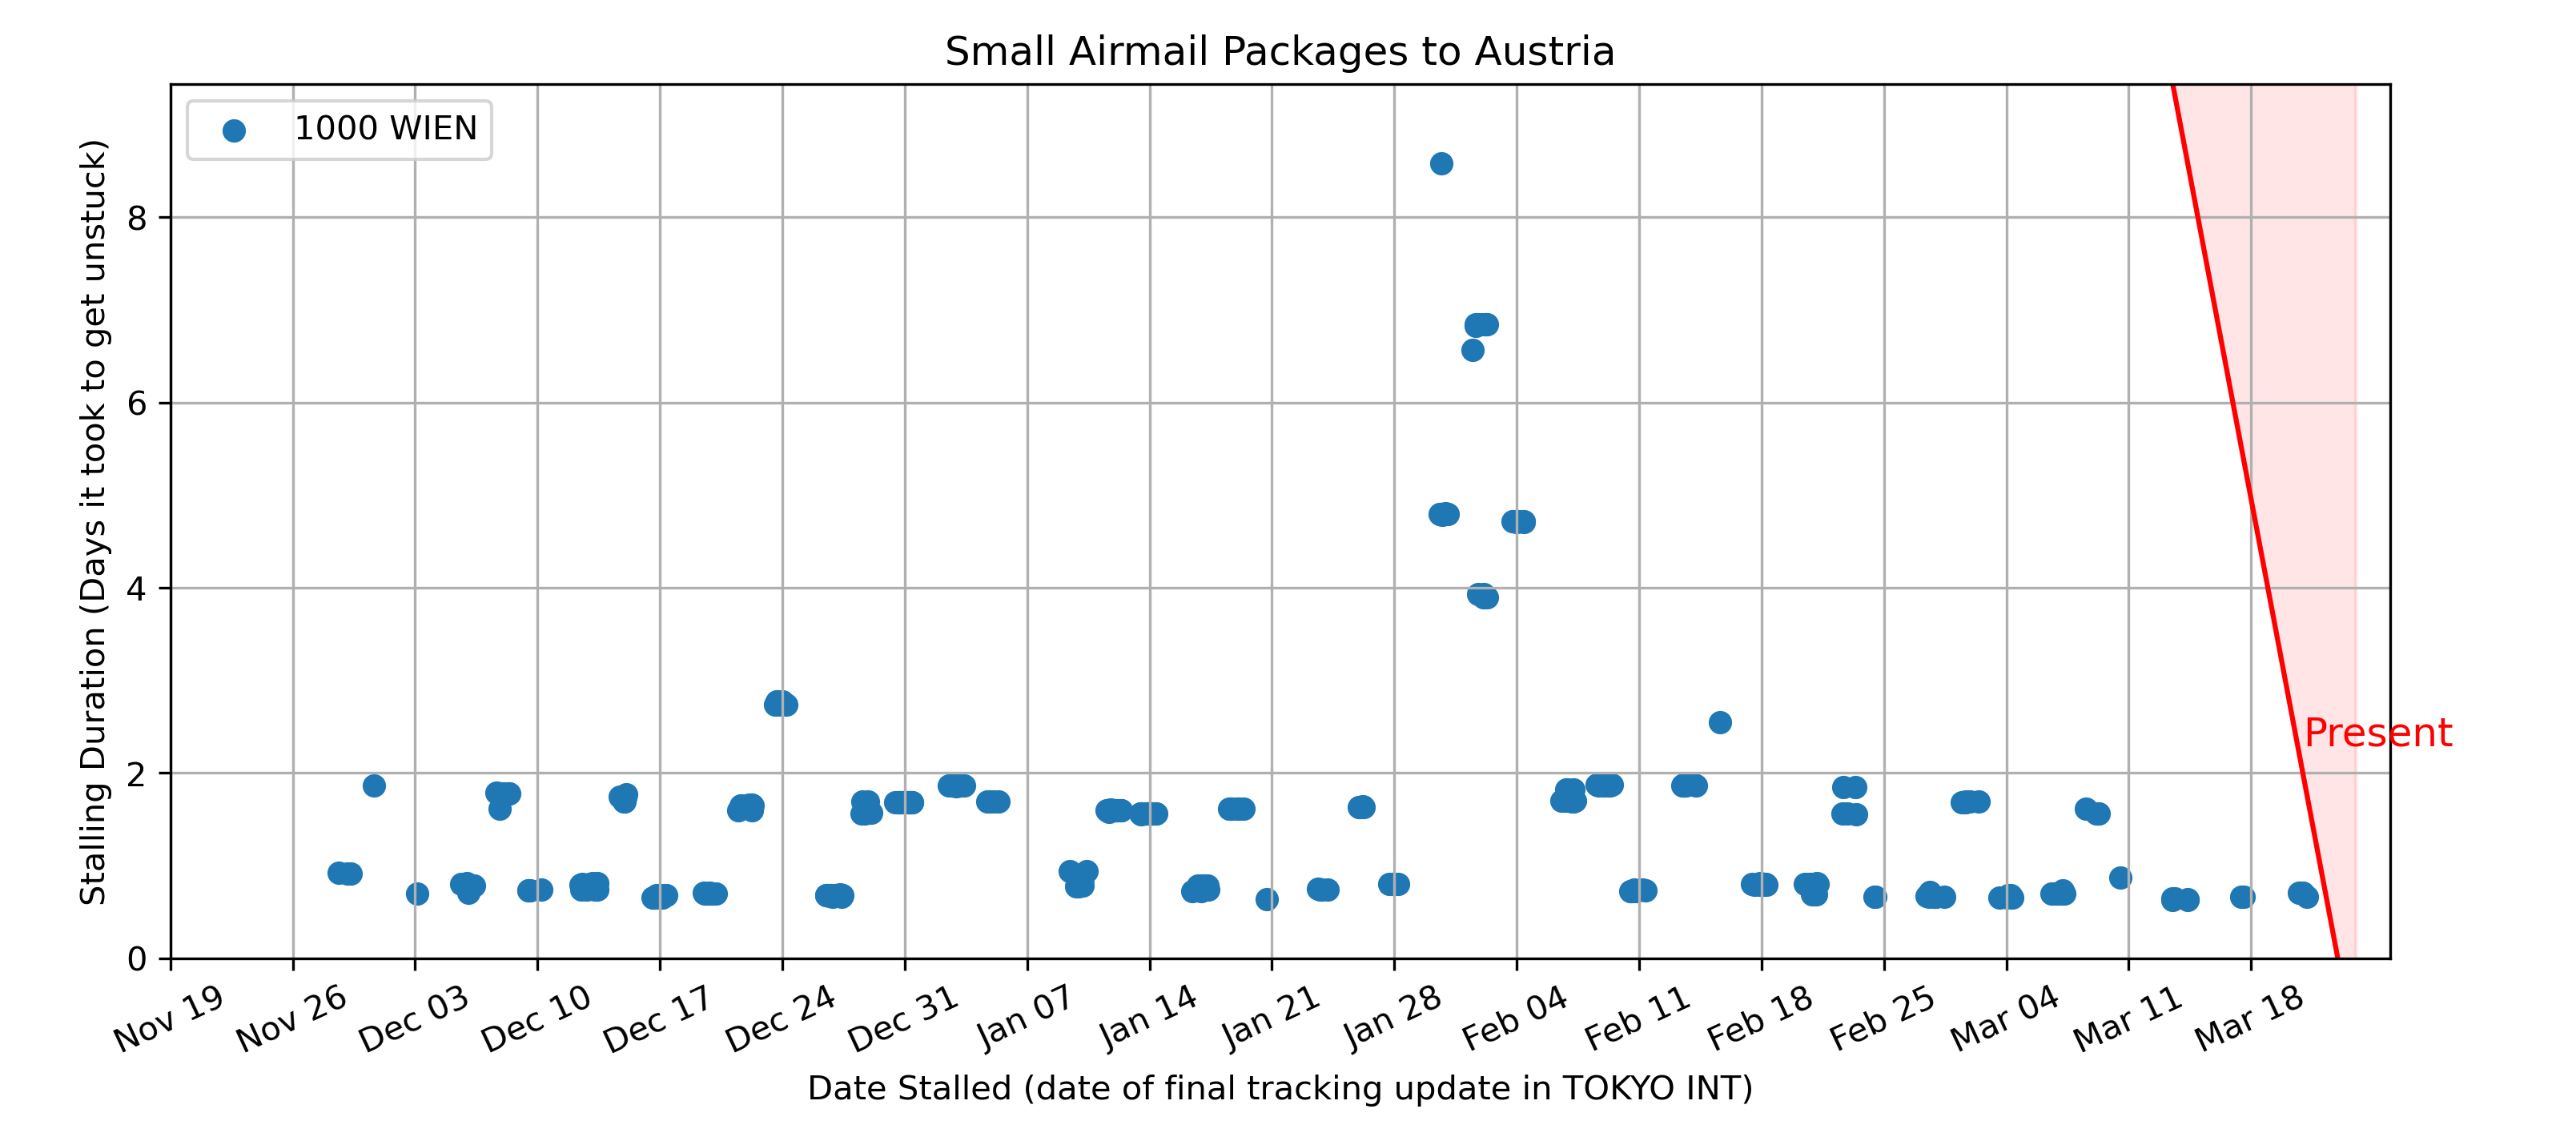 Small Airmail Packages to Austria
1000 WIEN
Stalling Duration (Days it took to get unstuck)
8
6
4
2
0
Present
Nov 19 Nov 26 Dec 03 Dec 10 Dec 17 Dec 24 Dec 31 Jan 07 Jan 14 Jan 21 Jan 28 Feb 04 Feb 11 Feb 18 Feb 25 Mar 04 Mar 11 Mar 18
Date Stalled (date of final tracking update in TOKYO INT)